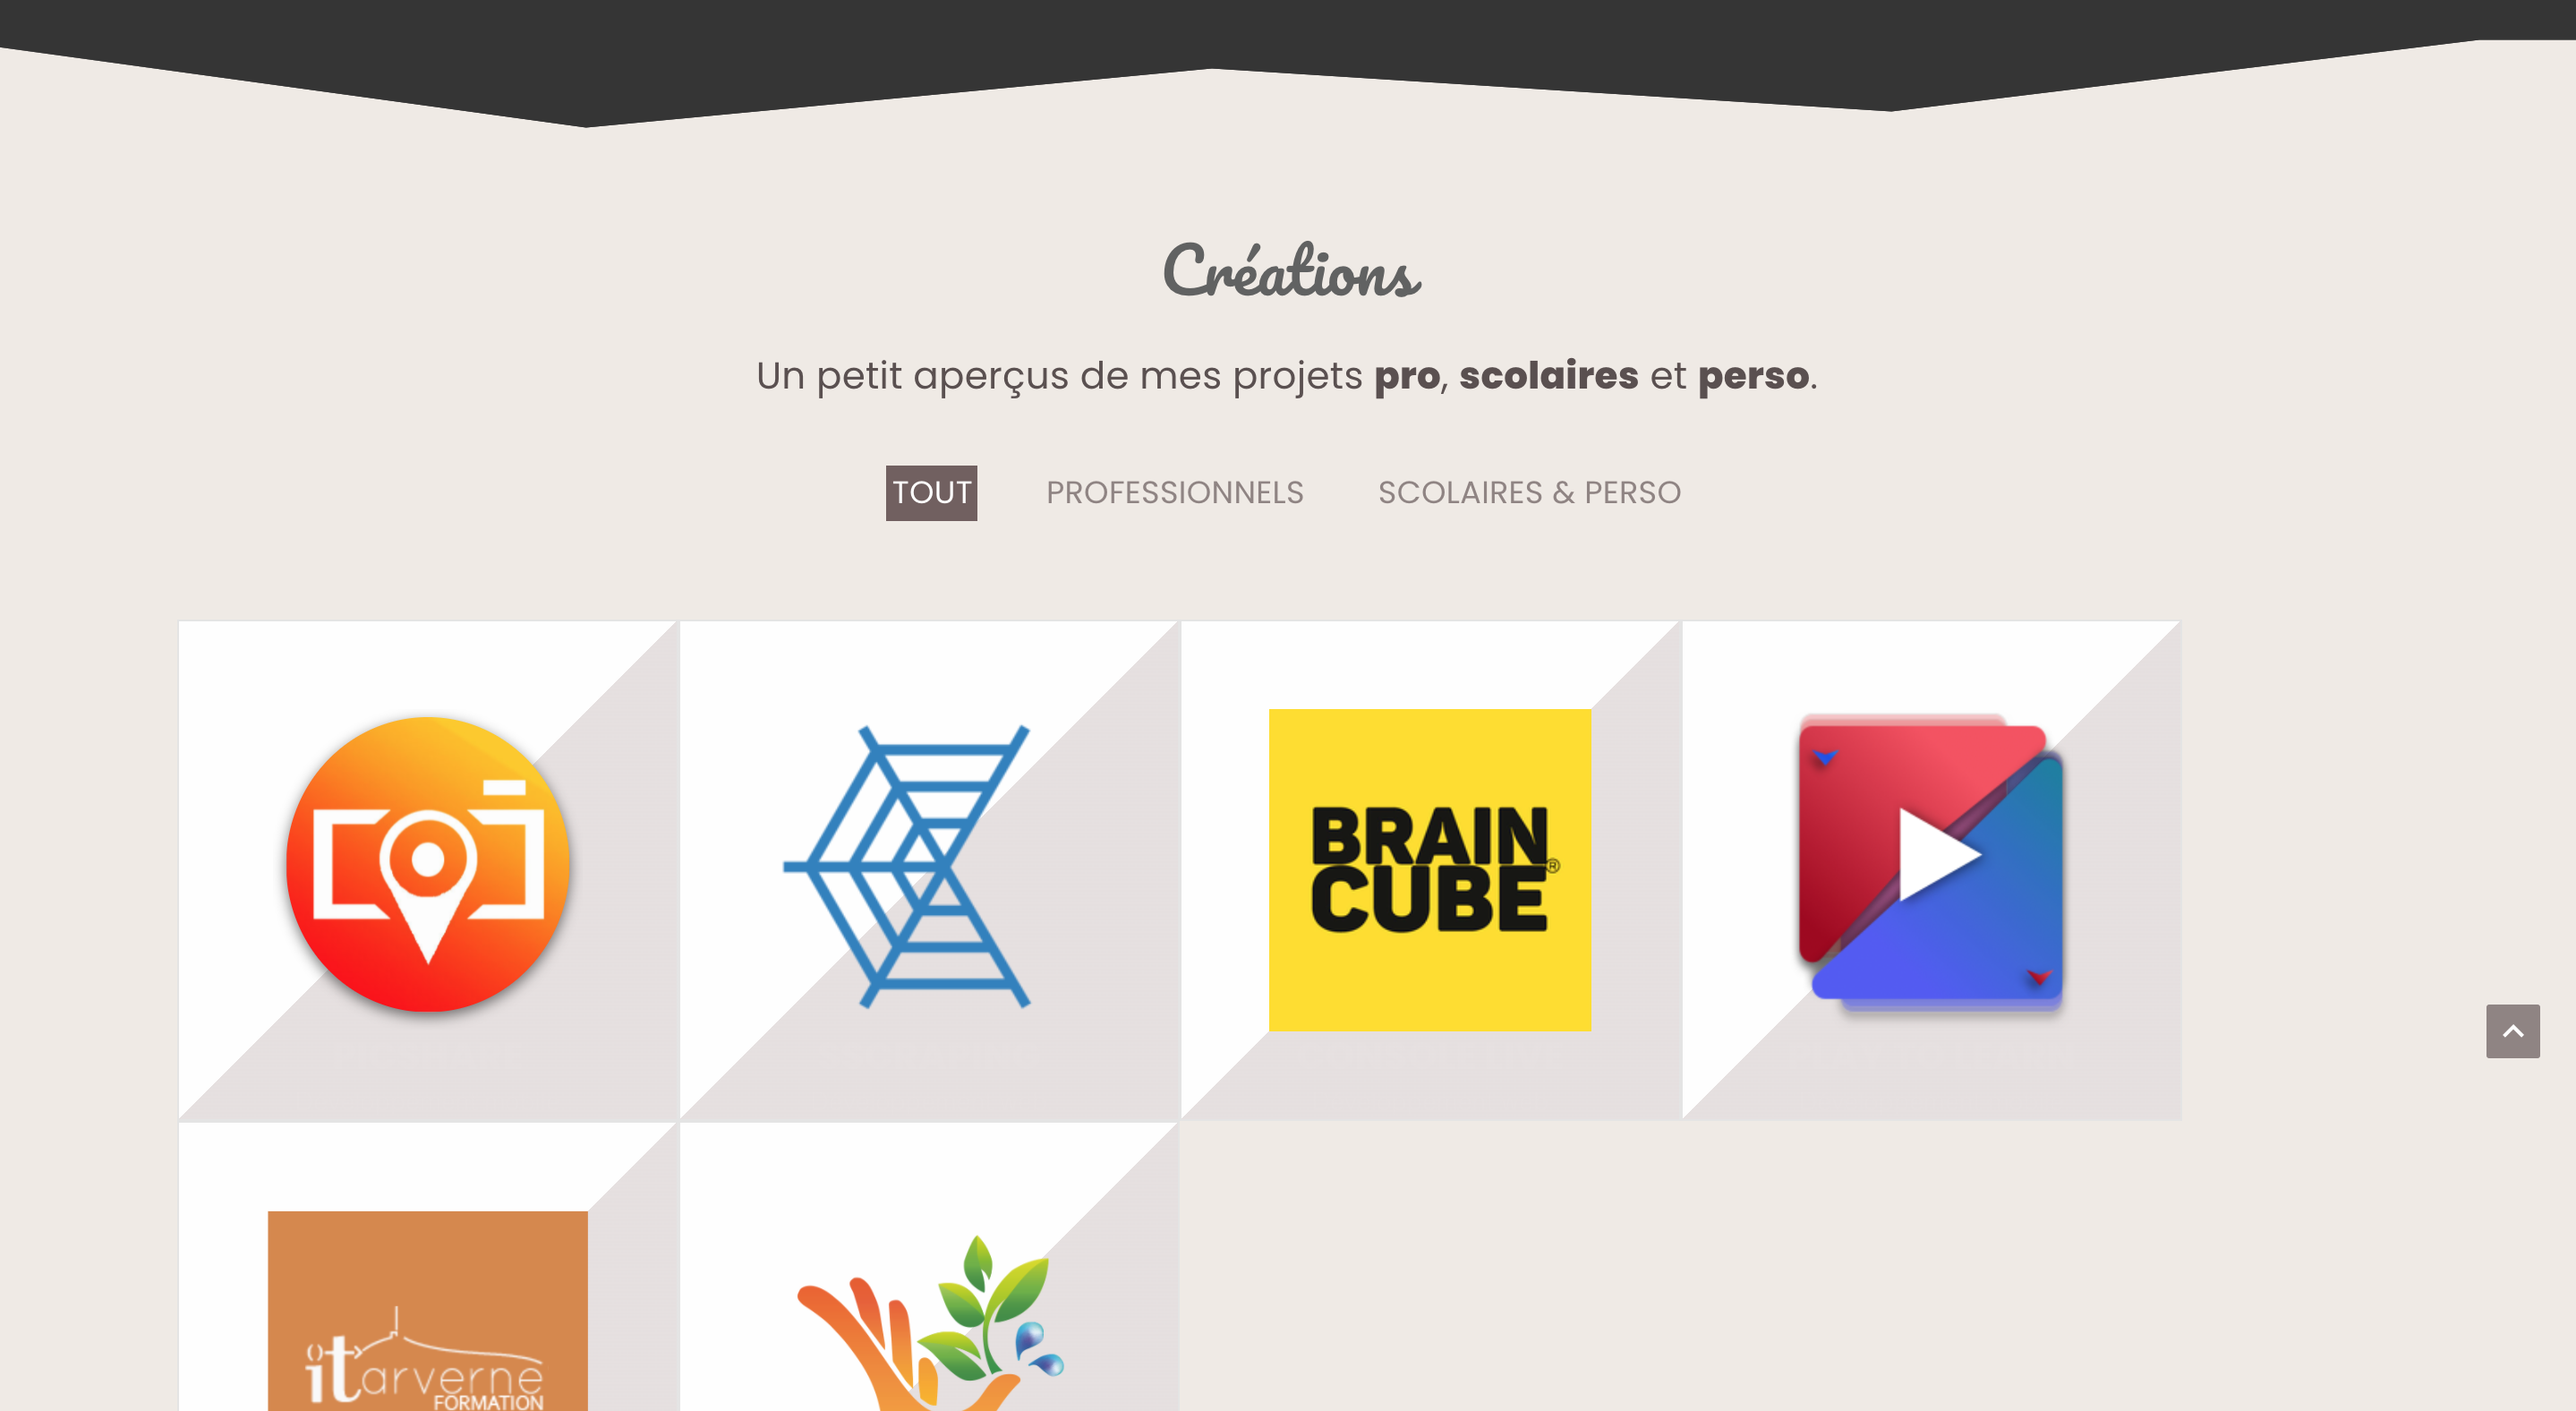 Créations
Un petit aperçus de mes projets pro, scolaires et perso.
TOUT PROFESSIONNELS SCOLAIRES & PERSO
BRAIN
CUBE®
itarverne
FORMATION